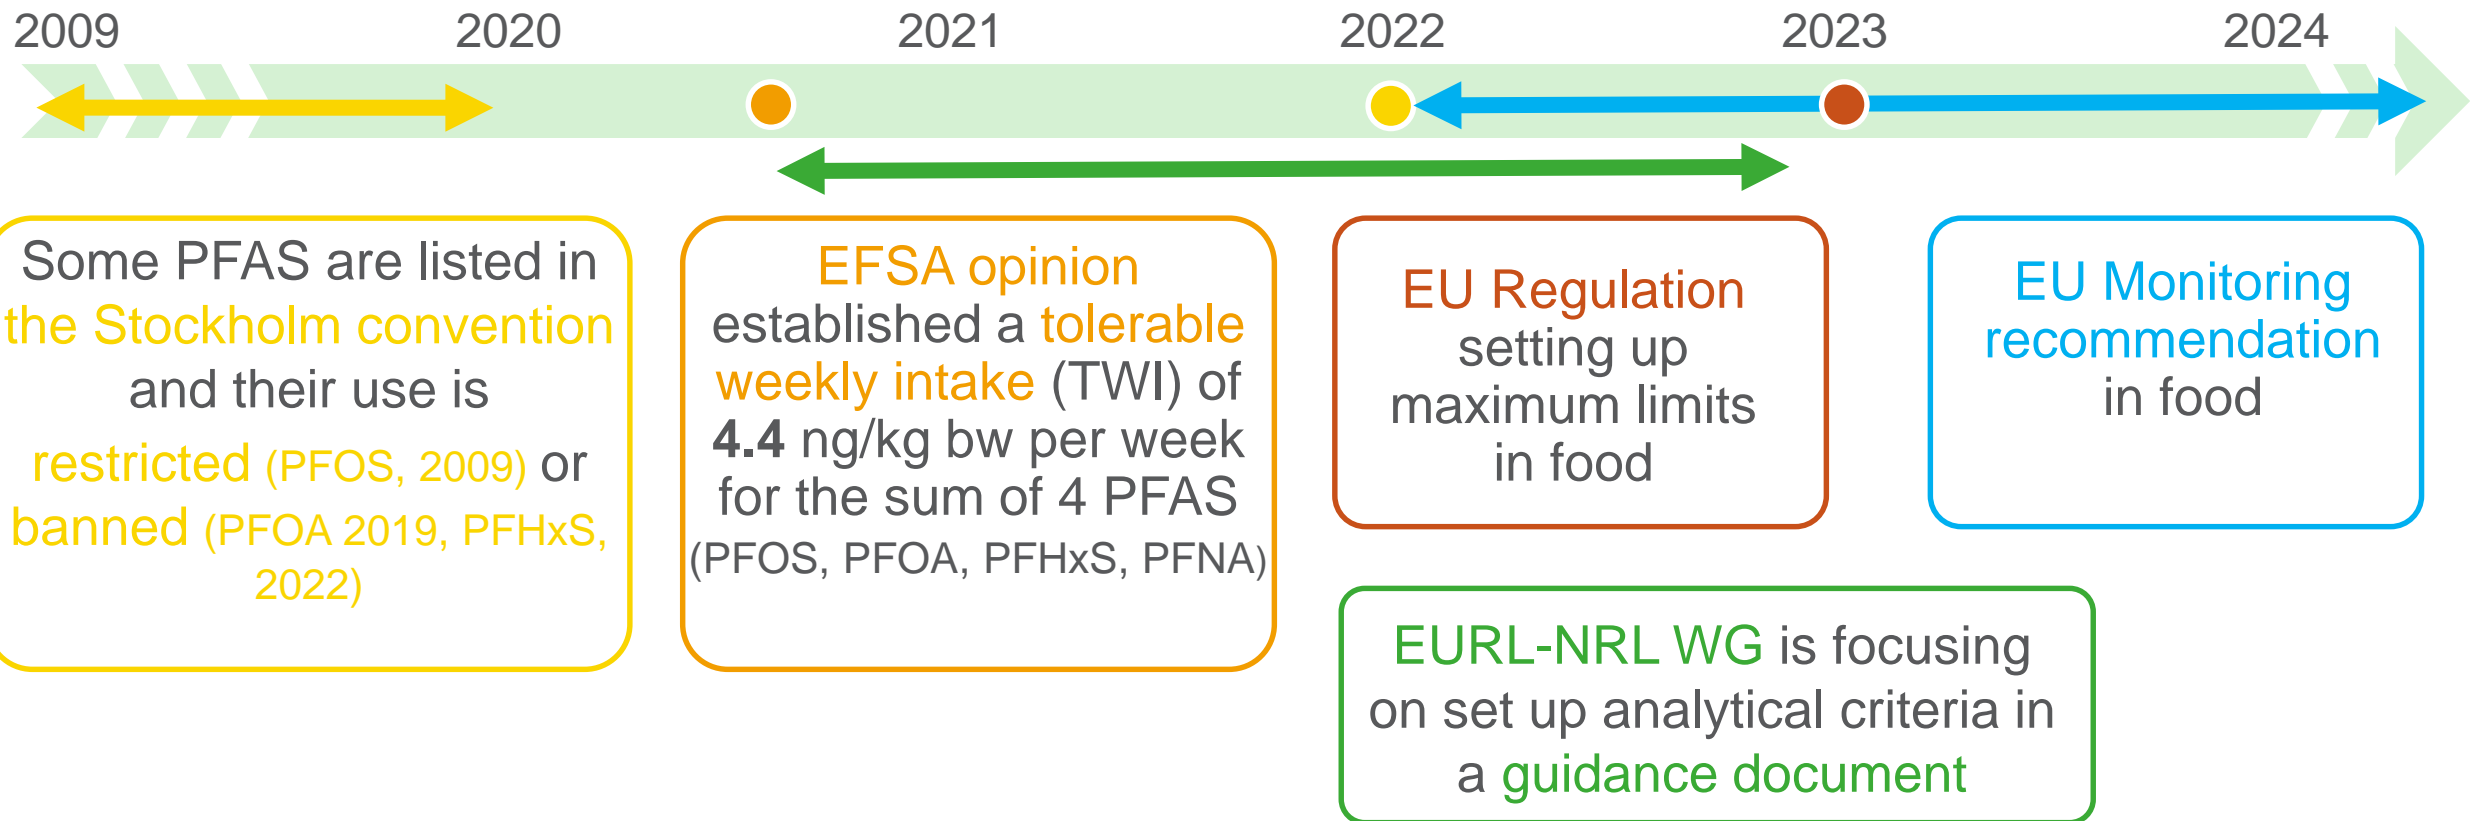 2009
2020
2021
2022
2023
2024
Some PFAS are listed in
the Stockholm convention
and their use is
restricted (PFOS, 2009) or
banned (PFOA 2019, PFHxS,
2022)
EFSA opinion
established a tolerable
weekly intake (TWI) of
4.4 ng/kg bw per week
for the sum of 4 PFAS
(PFOS, PFOA, PFHxS, PFNA)
EU Regulation
setting up
maximum limits
in food
EU Monitoring
recommendation
in food
EURL-NRL WG is focusing
on set up analytical criteria in
a guidance document